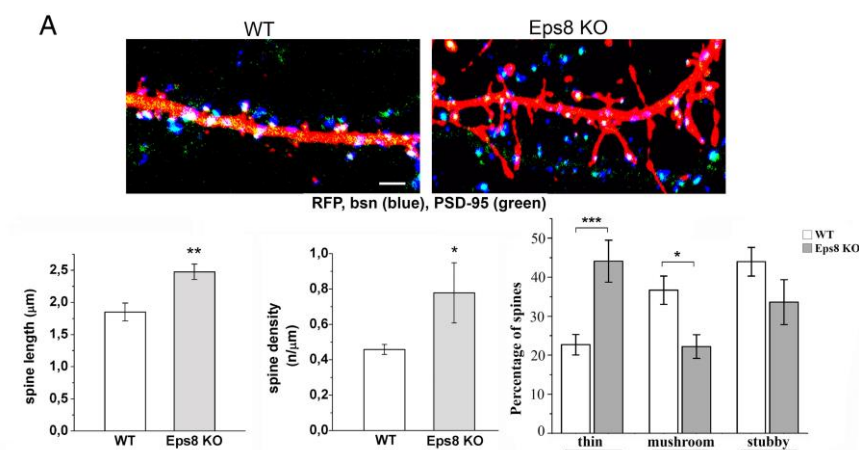 A
WT
Eps8 KO
RFP, bsn (blue), PSD-95 (green)
spine length (μm)
2,5
2,0
1,5
1,0
0,5
0,0
**
WT
Eps8 KO
spine density
(n/μm)
1,0
0,8
0,6
0,4
0,2
0,0
*
WT
Eps8 KO
Percentage of spines
50
40
30
20
10
0
***
*
WT
Eps8 KO
thin
mushroom
stubby